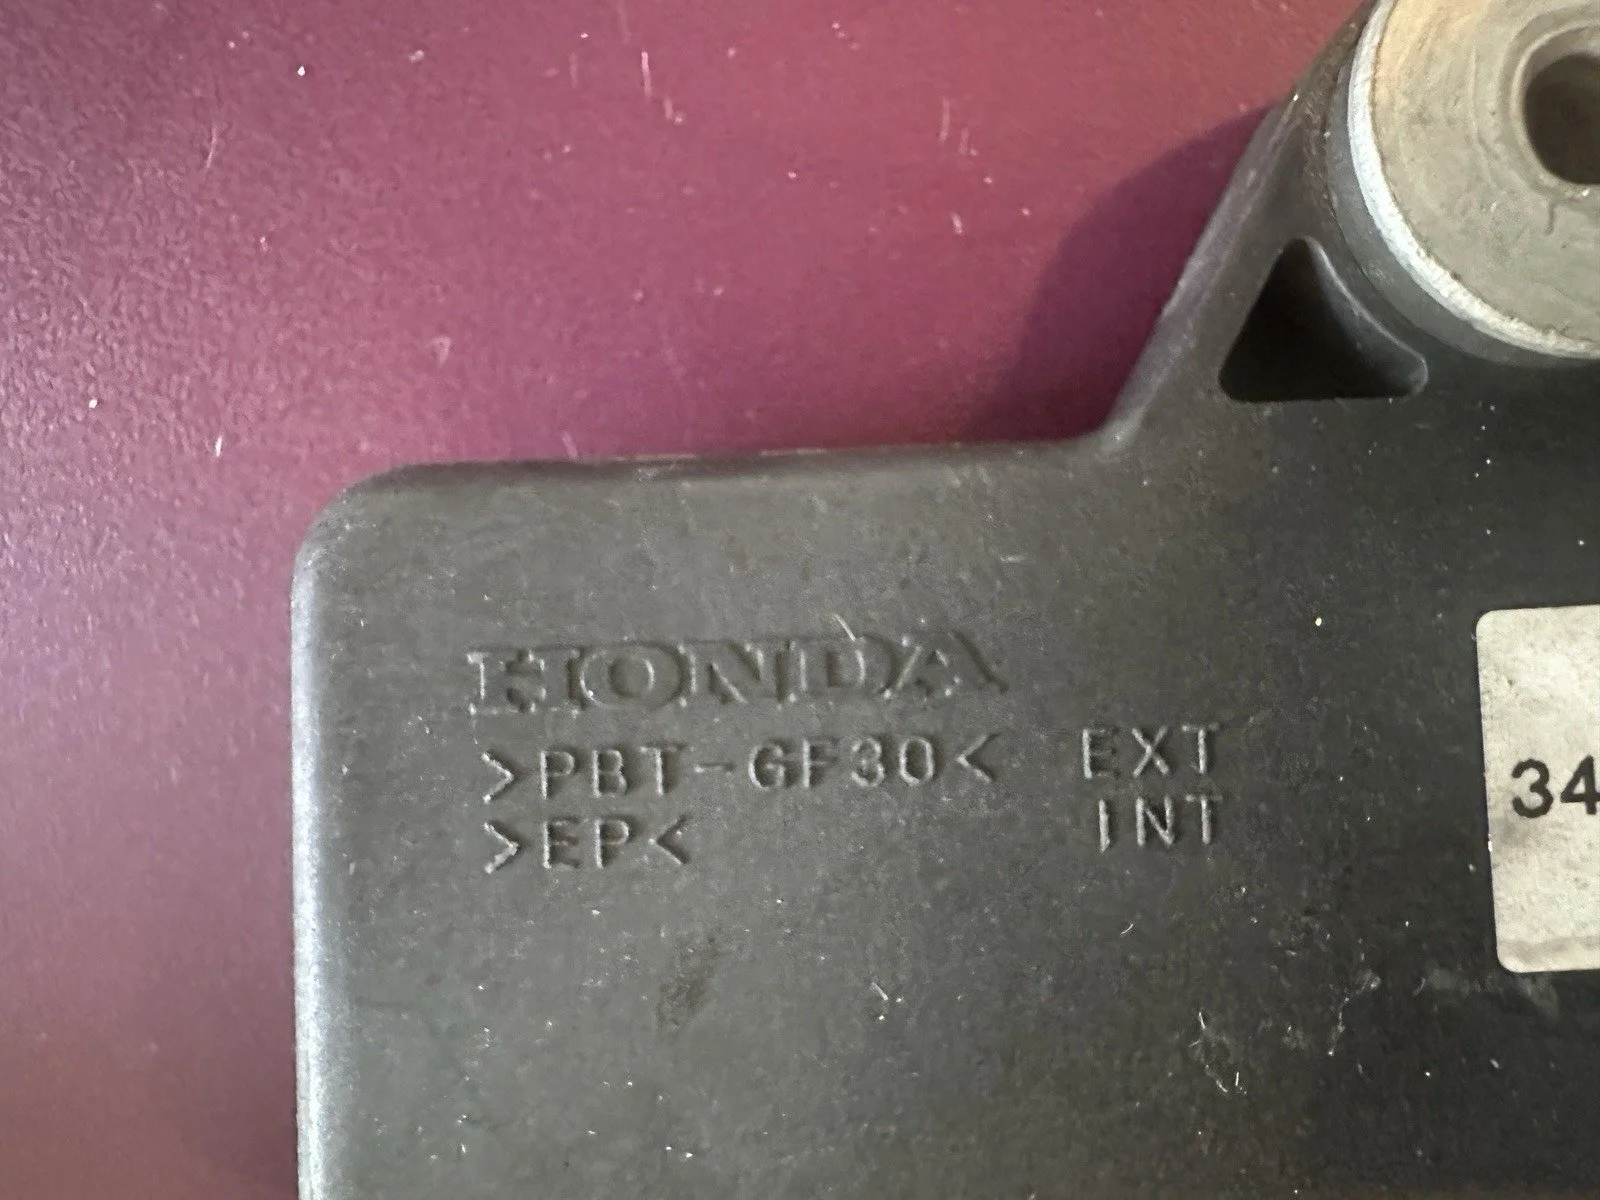 HONDA
>PBT-GF30< EXT
>EP< INT
34